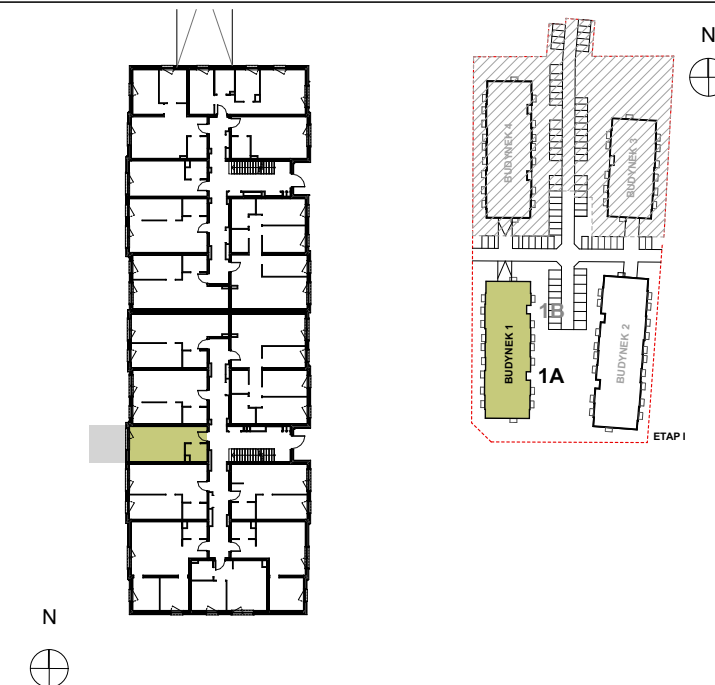 N
BUDYNEK 4
BUDYNEK 3
1B
BUDYNEK 1
1A
BUDYNEK 2
ETAP I
N